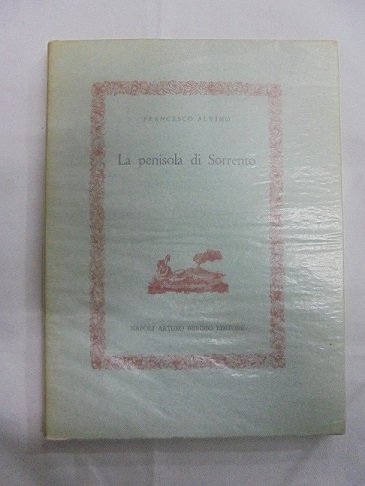 FRANCESCO ALVINO
La penisola di Sorrento
NAPOLI ARTURO BERISIO EDITORE